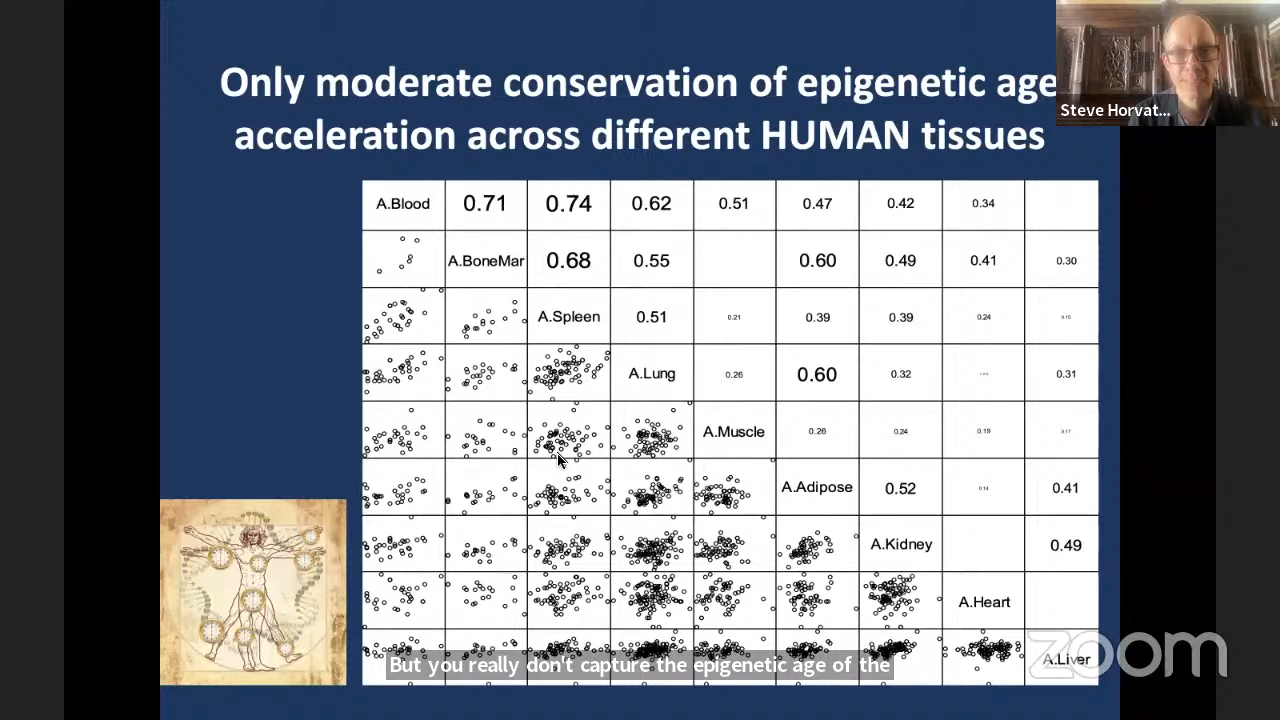 Only moderate conservation of epigenetic age
acceleration across different HUMAN tissues
Steve Horvat...
A.Blood 0.71 0.74 0.62 0.51 0.47 0.42 0.34
A.BoneMar 0.68 0.55 0.60 0.49 0.41 0.30
A.Spleen 0.51 0.21 0.39 0.39 0.24 0.15
A.Lung 0.26 0.60 0.32 0.31
A.Muscle 0.26 0.24 0.19 0.17
A.Adipose 0.52 0.14 0.41
A.Kidney 0.49
A.Heart
A.Liver
zoom
But you really don't capture the epigenetic age of the